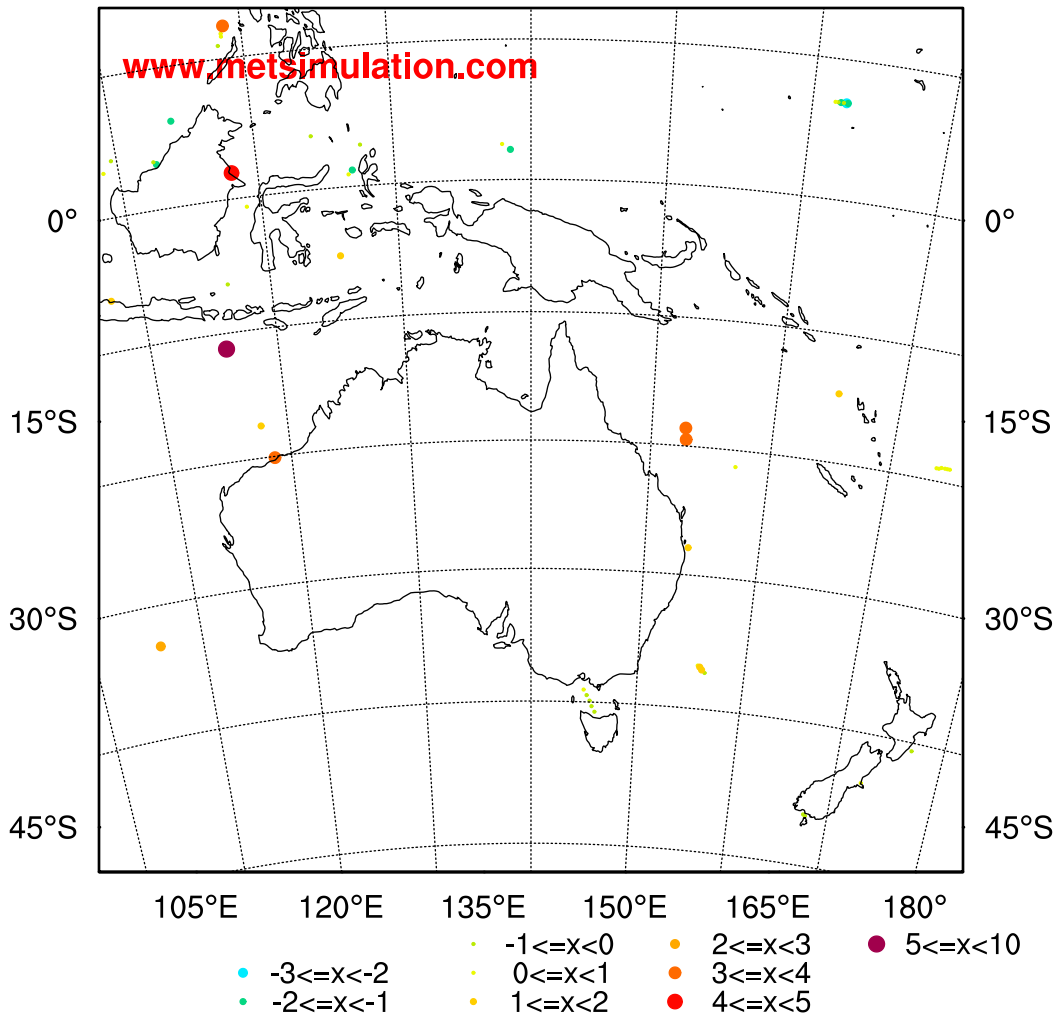 www.metsimulation.com
0° 0°
15°S 15°S
30°S 30°S
45°S 45°S
105°E 120°E 135°E 150°E 165°E 180°
-1<=x<0 2<=x<3 5<=x<10
-3<=x<-2 0<=x<1 3<=x<4
-2<=x<-1 1<=x<2 4<=x<5